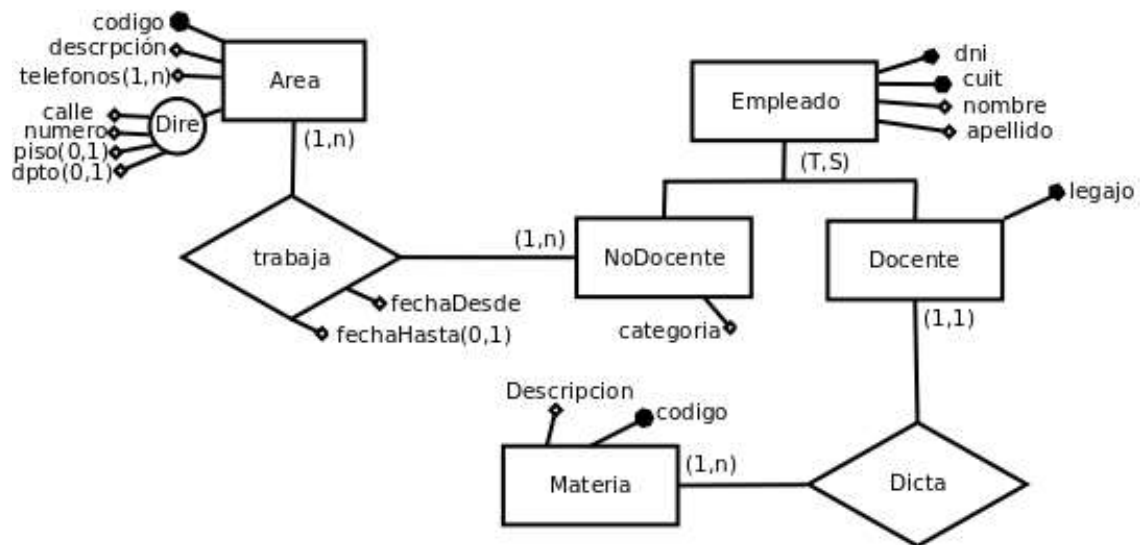 codigo
descrpción
telefonos(1,n)
Area
calle
numero
piso(0,1)
dpto(0,1)
Dire
(1,n)
dni
cuit
nombre
apellido
Empleado
(T,S)
legajo
trabaja
(1,n)
NoDocente
Docente
fechaDesde
fechaHasta(0,1)
categoria
(1,1)
Descripcion
codigo
Materia
(1,n)
Dicta